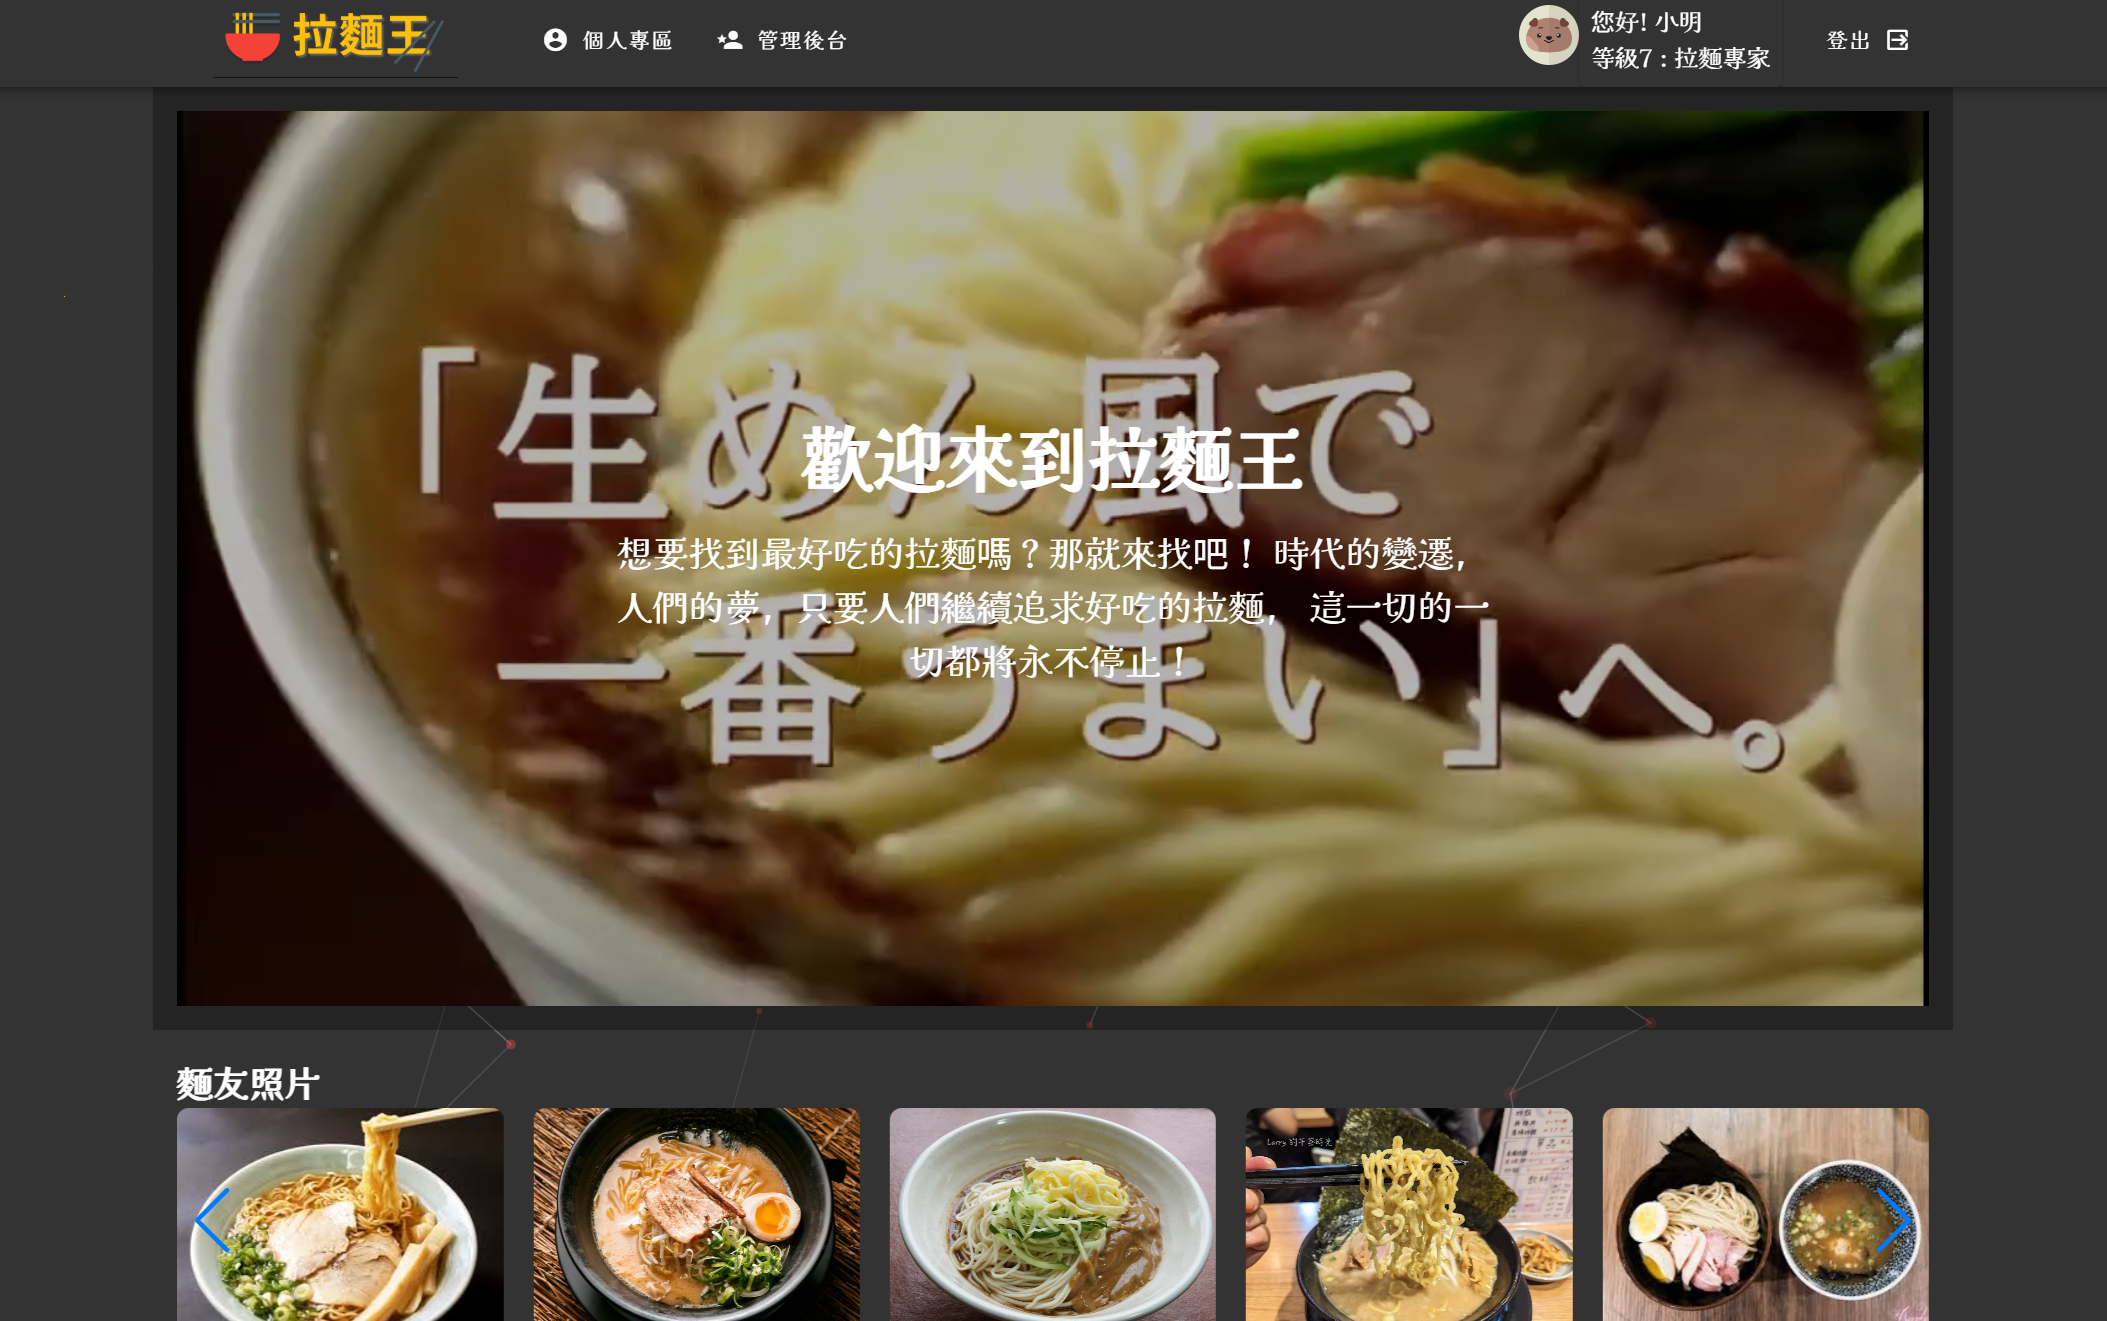 拉麵王
個人專區
管理後台
您好! 小明
等級7 : 拉麵專家
登出
「生めん風で
一番うまい」へ。
歡迎來到拉麵王
想要找到最好吃的拉麵嗎？那就來找吧！ 時代的變遷，
人們的夢， 只要人們繼續追求好吃的拉麵， 這一切的一
切都將永不停止！
麵友照片